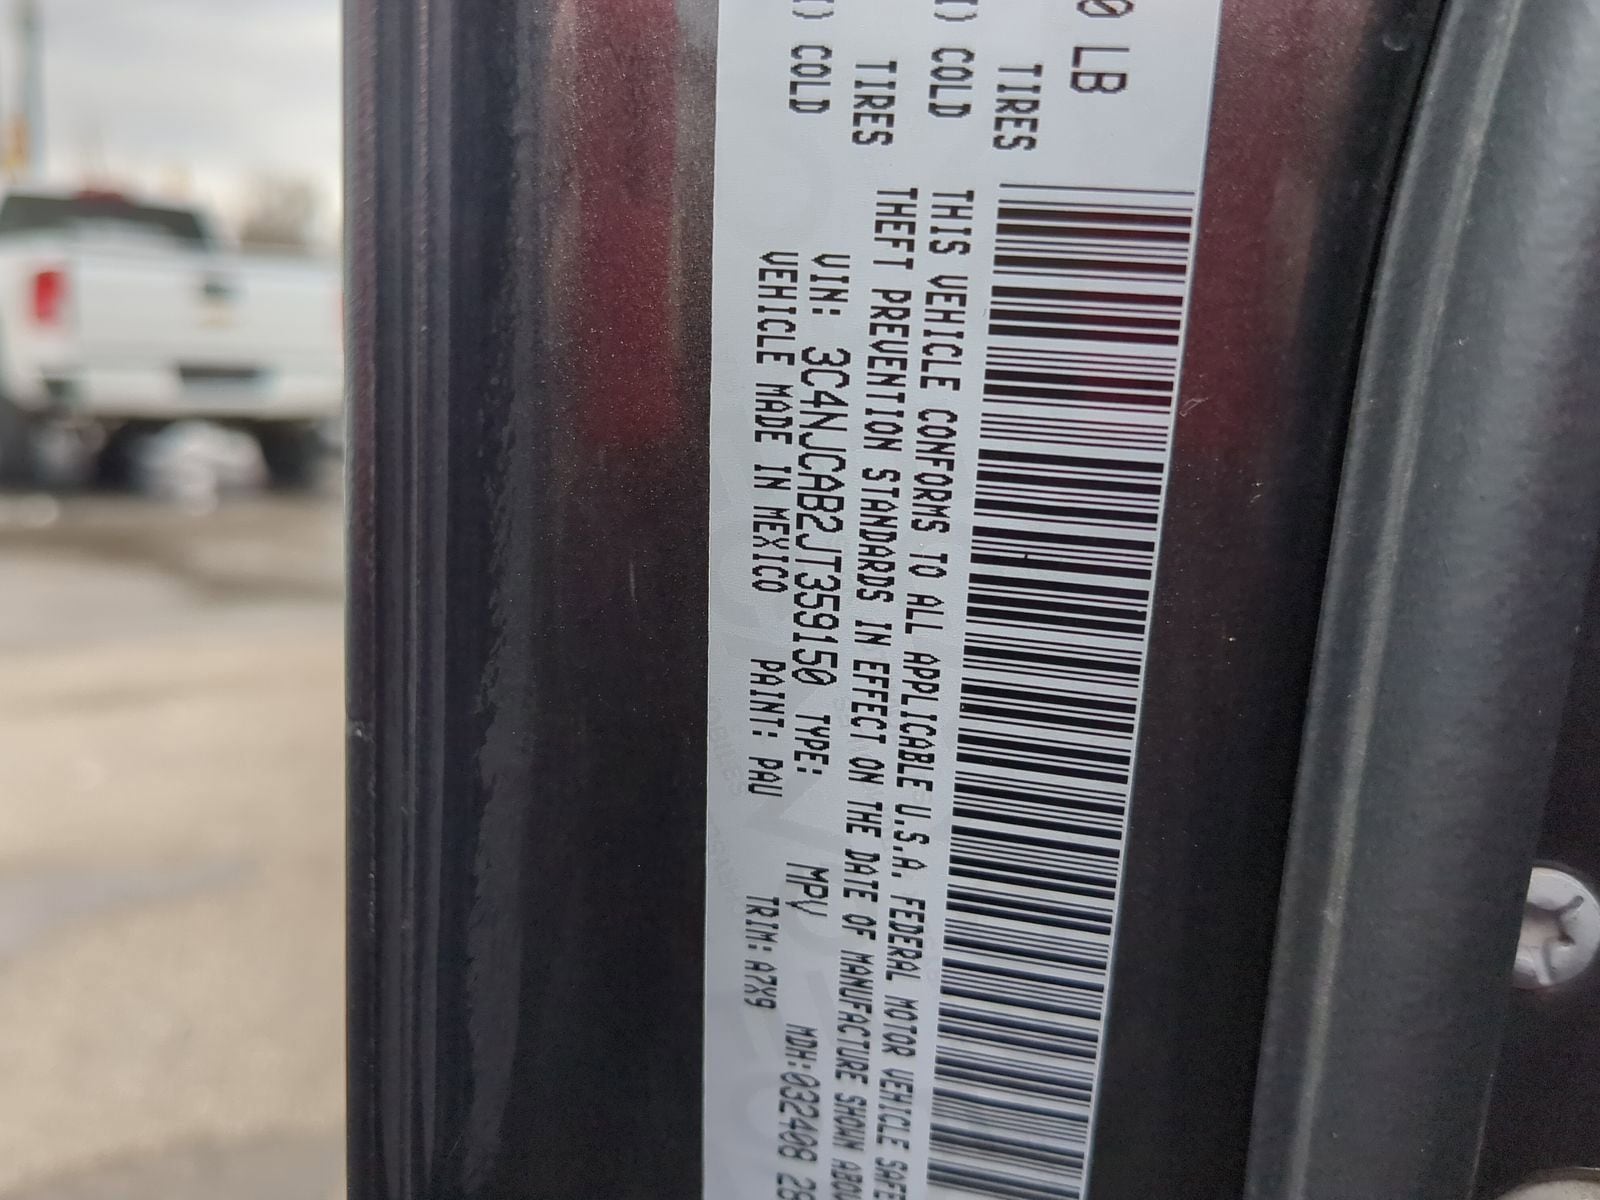 0 LB
TIRES
() COLD
TIRES
() COLD
THIS VEHICLE CONFORMS TO ALL APPLICABLE U.S.A. FEDERAL MOTOR VEHICLE SAFE
THEFT PREVENTION STANDARDS IN EFFECT ON THE DATE OF MANUFACTURE SHOWN ABOV
VIN: 3C4NJCAB2JT359150 TYPE: MPV MDH:032408 28
VEHICLE MADE IN MEXICO PAINT: PAU TRIM: A7X9